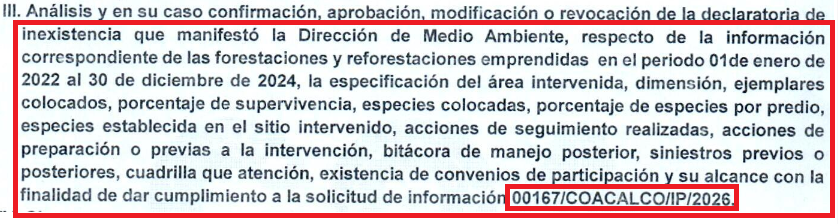 III. Análisis y en su caso confirmación, aprobación, modificación o revocación de la declaratoria de
inexistencia que manifestó la Dirección de Medio Ambiente, respecto de la información
correspondiente de las forestaciones y reforestaciones emprendidas en el periodo 01de enero de
2022 al 30 de diciembre de 2024, la especificación del área intervenida, dimensión, ejemplares
colocados, porcentaje de supervivencia, especies colocadas, porcentaje de especies por predio,
especies establecida en el sitio intervenido, acciones de seguimiento realizadas, acciones de
preparación o previas a la intervención, bitácora de manejo posterior, siniestros previos o
posteriores, cuadrilla que atención, existencia de convenios de participación y su alcance con la
finalidad de dar cumplimiento a la solicitud de información 00167/COACALCO/IP/2026.